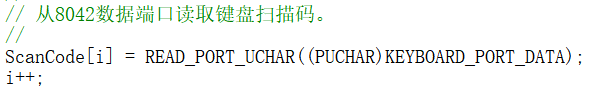 // 从8042数据端口读取键盘扫描码。
//
ScanCode[i] = READ_PORT_UCHAR((PUCHAR)KEYBOARD_PORT_DATA);
i++;